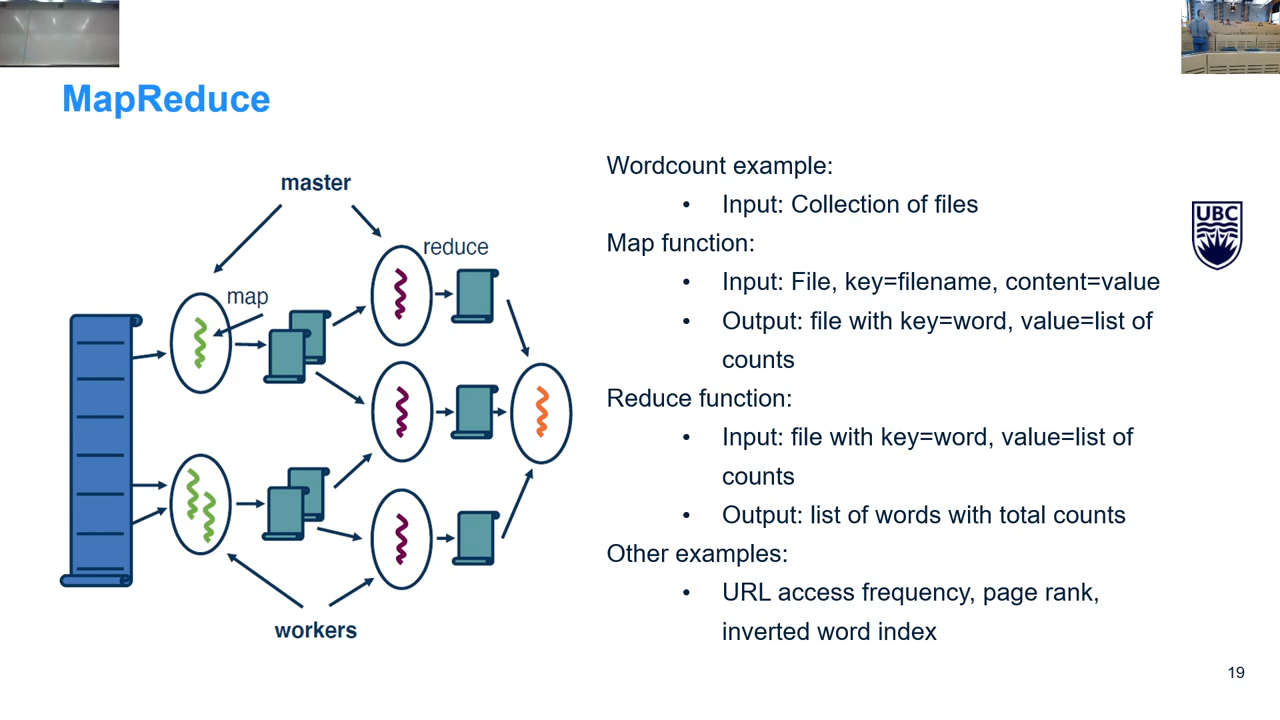 MapReduce
master
reduce
map
workers
Wordcount example:
• Input: Collection of files
Map function:
• Input: File, key=filename, content=value
• Output: file with key=word, value=list of
counts
Reduce function:
• Input: file with key=word, value=list of
counts
• Output: list of words with total counts
Other examples:
• URL access frequency, page rank,
inverted word index
UBC
19